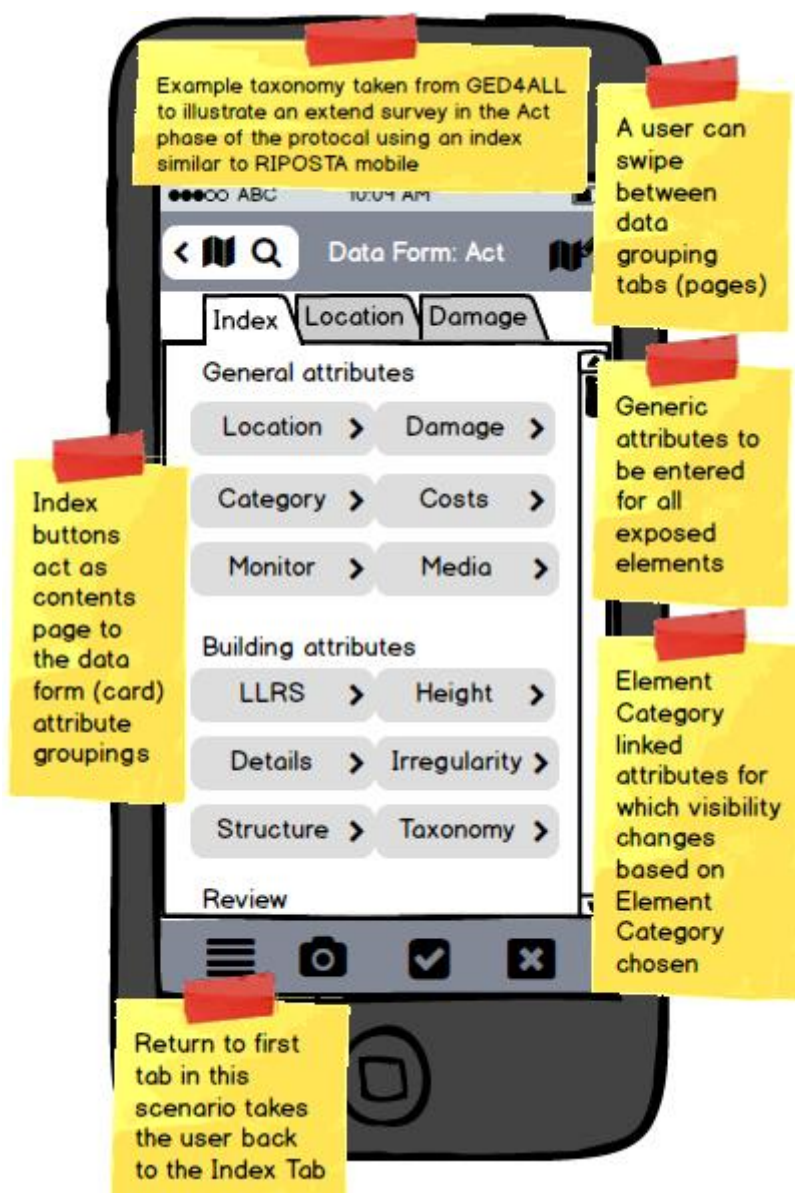 Example taxonomy taken from GED4ALL
to illustrate an extend survey in the Act
phase of the protocal using an index
similar to RIPOSTA mobile
A user can
swipe
between
data
grouping
tabs (pages)
ABC 10:09 AM
Data Form: Act
Index Location Damage
General attributes
Location Damage
Category Costs
Monitor Media
Building attributes
LLRS Height
Details Irregularity
Structure Taxonomy
Review
Generic
attributes to
be entered
for all
exposed
elements
Index
buttons
act as
contents
page to
the data
form (card)
attribute
groupings
Element
Category
linked
attributes for
which visibility
changes
based on
Element
Category
chosen
Return to first
tab in this
scenario takes
the user back
to the Index Tab